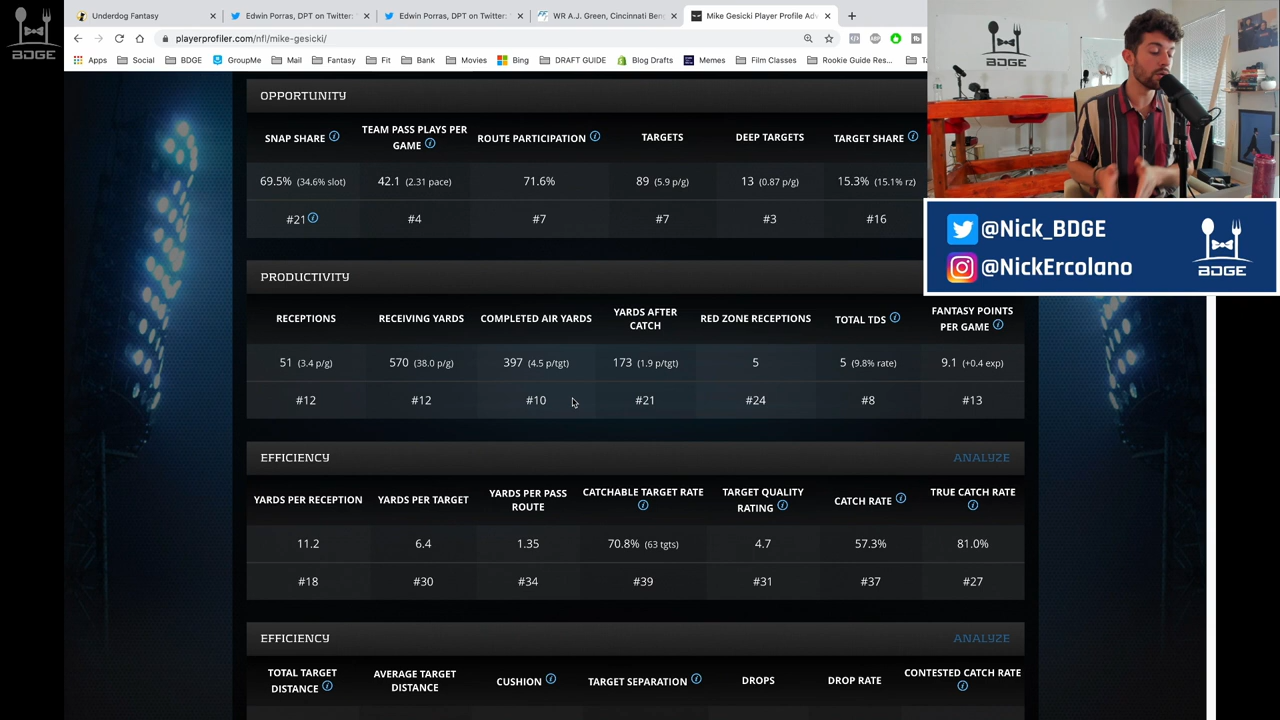 BDGE
Underdog Fantasy
Edwin Porras, DPT on Twitter:
Edwin Porras, DPT on Twitter:
WR A.J. Green, Cincinnati Ben
Mike Gesicki Player Profile Adv
playerprofiler.com/nfl/mike-gesicki/
Apps Social BDGE GroupMe Mail Fantasy Fit Bank Movies Bing DRAFT GUIDE Blog Drafts Memes Film Classes Rookie Guide Res...
BDGE
@Nick_BDGE
@NickErcolano
BDGE
OPPORTUNITY
SNAP SHARE TEAM PASS PLAYS PER GAME ROUTE PARTICIPATION TARGETS DEEP TARGETS TARGET SHARE
69.5% (34.6% slot) 42.1 (2.31 pace) 71.6% 89 (5.9 p/g) 13 (0.87 p/g) 15.3% (15.1% rz)
#21 #4 #7 #7 #3 #16
PRODUCTIVITY
RECEPTIONS RECEIVING YARDS COMPLETED AIR YARDS YARDS AFTER CATCH RED ZONE RECEPTIONS TOTAL TDS FANTASY POINTS PER GAME
51 (3.4 p/g) 570 (38.0 p/g) 397 (4.5 p/tgt) 173 (1.9 p/tgt) 5 5 (9.8% rate) 9.1 (+0.4 exp)
#12 #12 #10 #21 #24 #8 #13
EFFICIENCY ANALYZE
YARDS PER RECEPTION YARDS PER TARGET YARDS PER PASS ROUTE CATCHABLE TARGET RATE TARGET QUALITY RATING CATCH RATE TRUE CATCH RATE
11.2 6.4 1.35 70.8% (63 tgts) 4.7 57.3% 81.0%
#18 #30 #34 #39 #31 #37 #27
EFFICIENCY ANALYZE
TOTAL TARGET DISTANCE AVERAGE TARGET DISTANCE CUSHION TARGET SEPARATION DROPS DROP RATE CONTESTED CATCH RATE